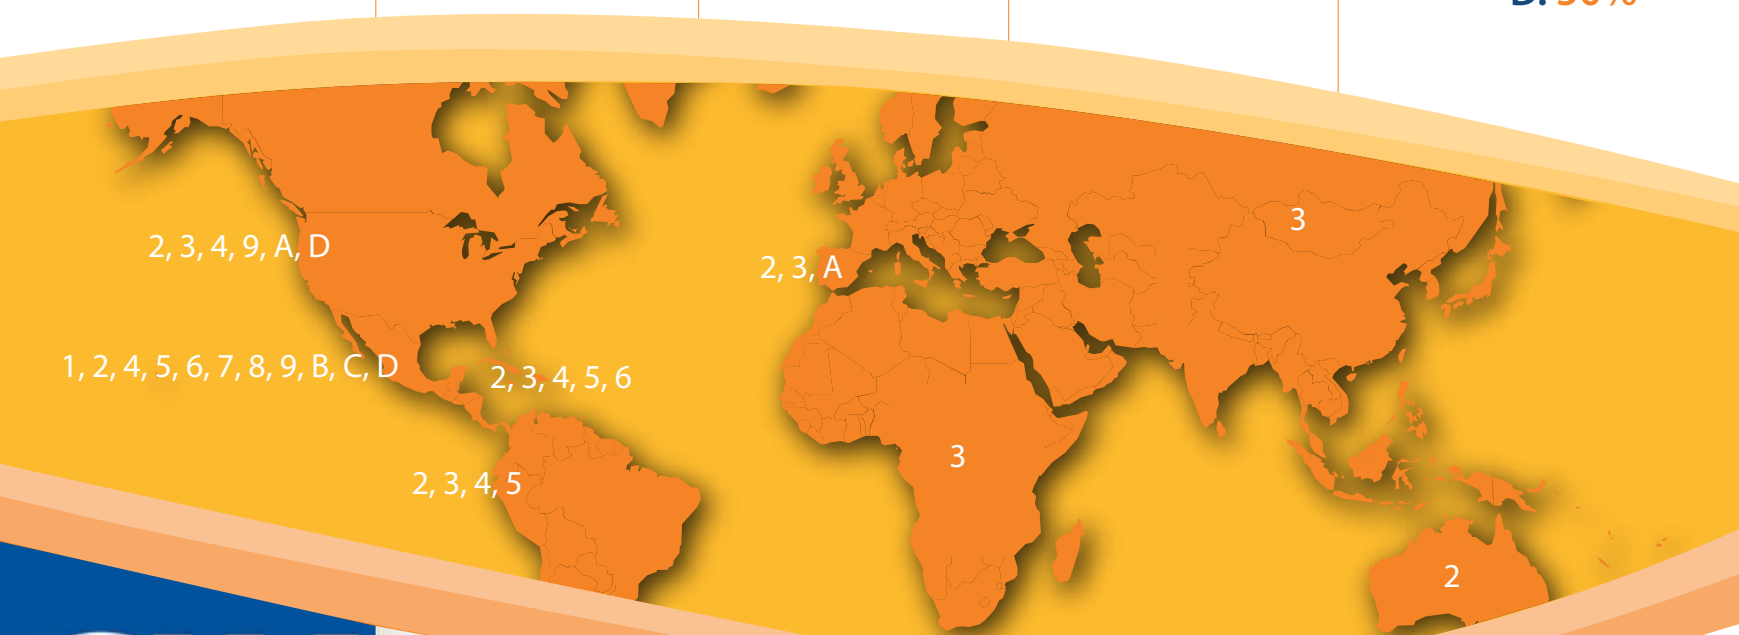 3
2, 3, 4, 9, A, D
2, 3, A
1, 2, 4, 5, 6, 7, 8, 9, B, C, D
2, 3, 4, 5, 6
3
2, 3, 4, 5
2